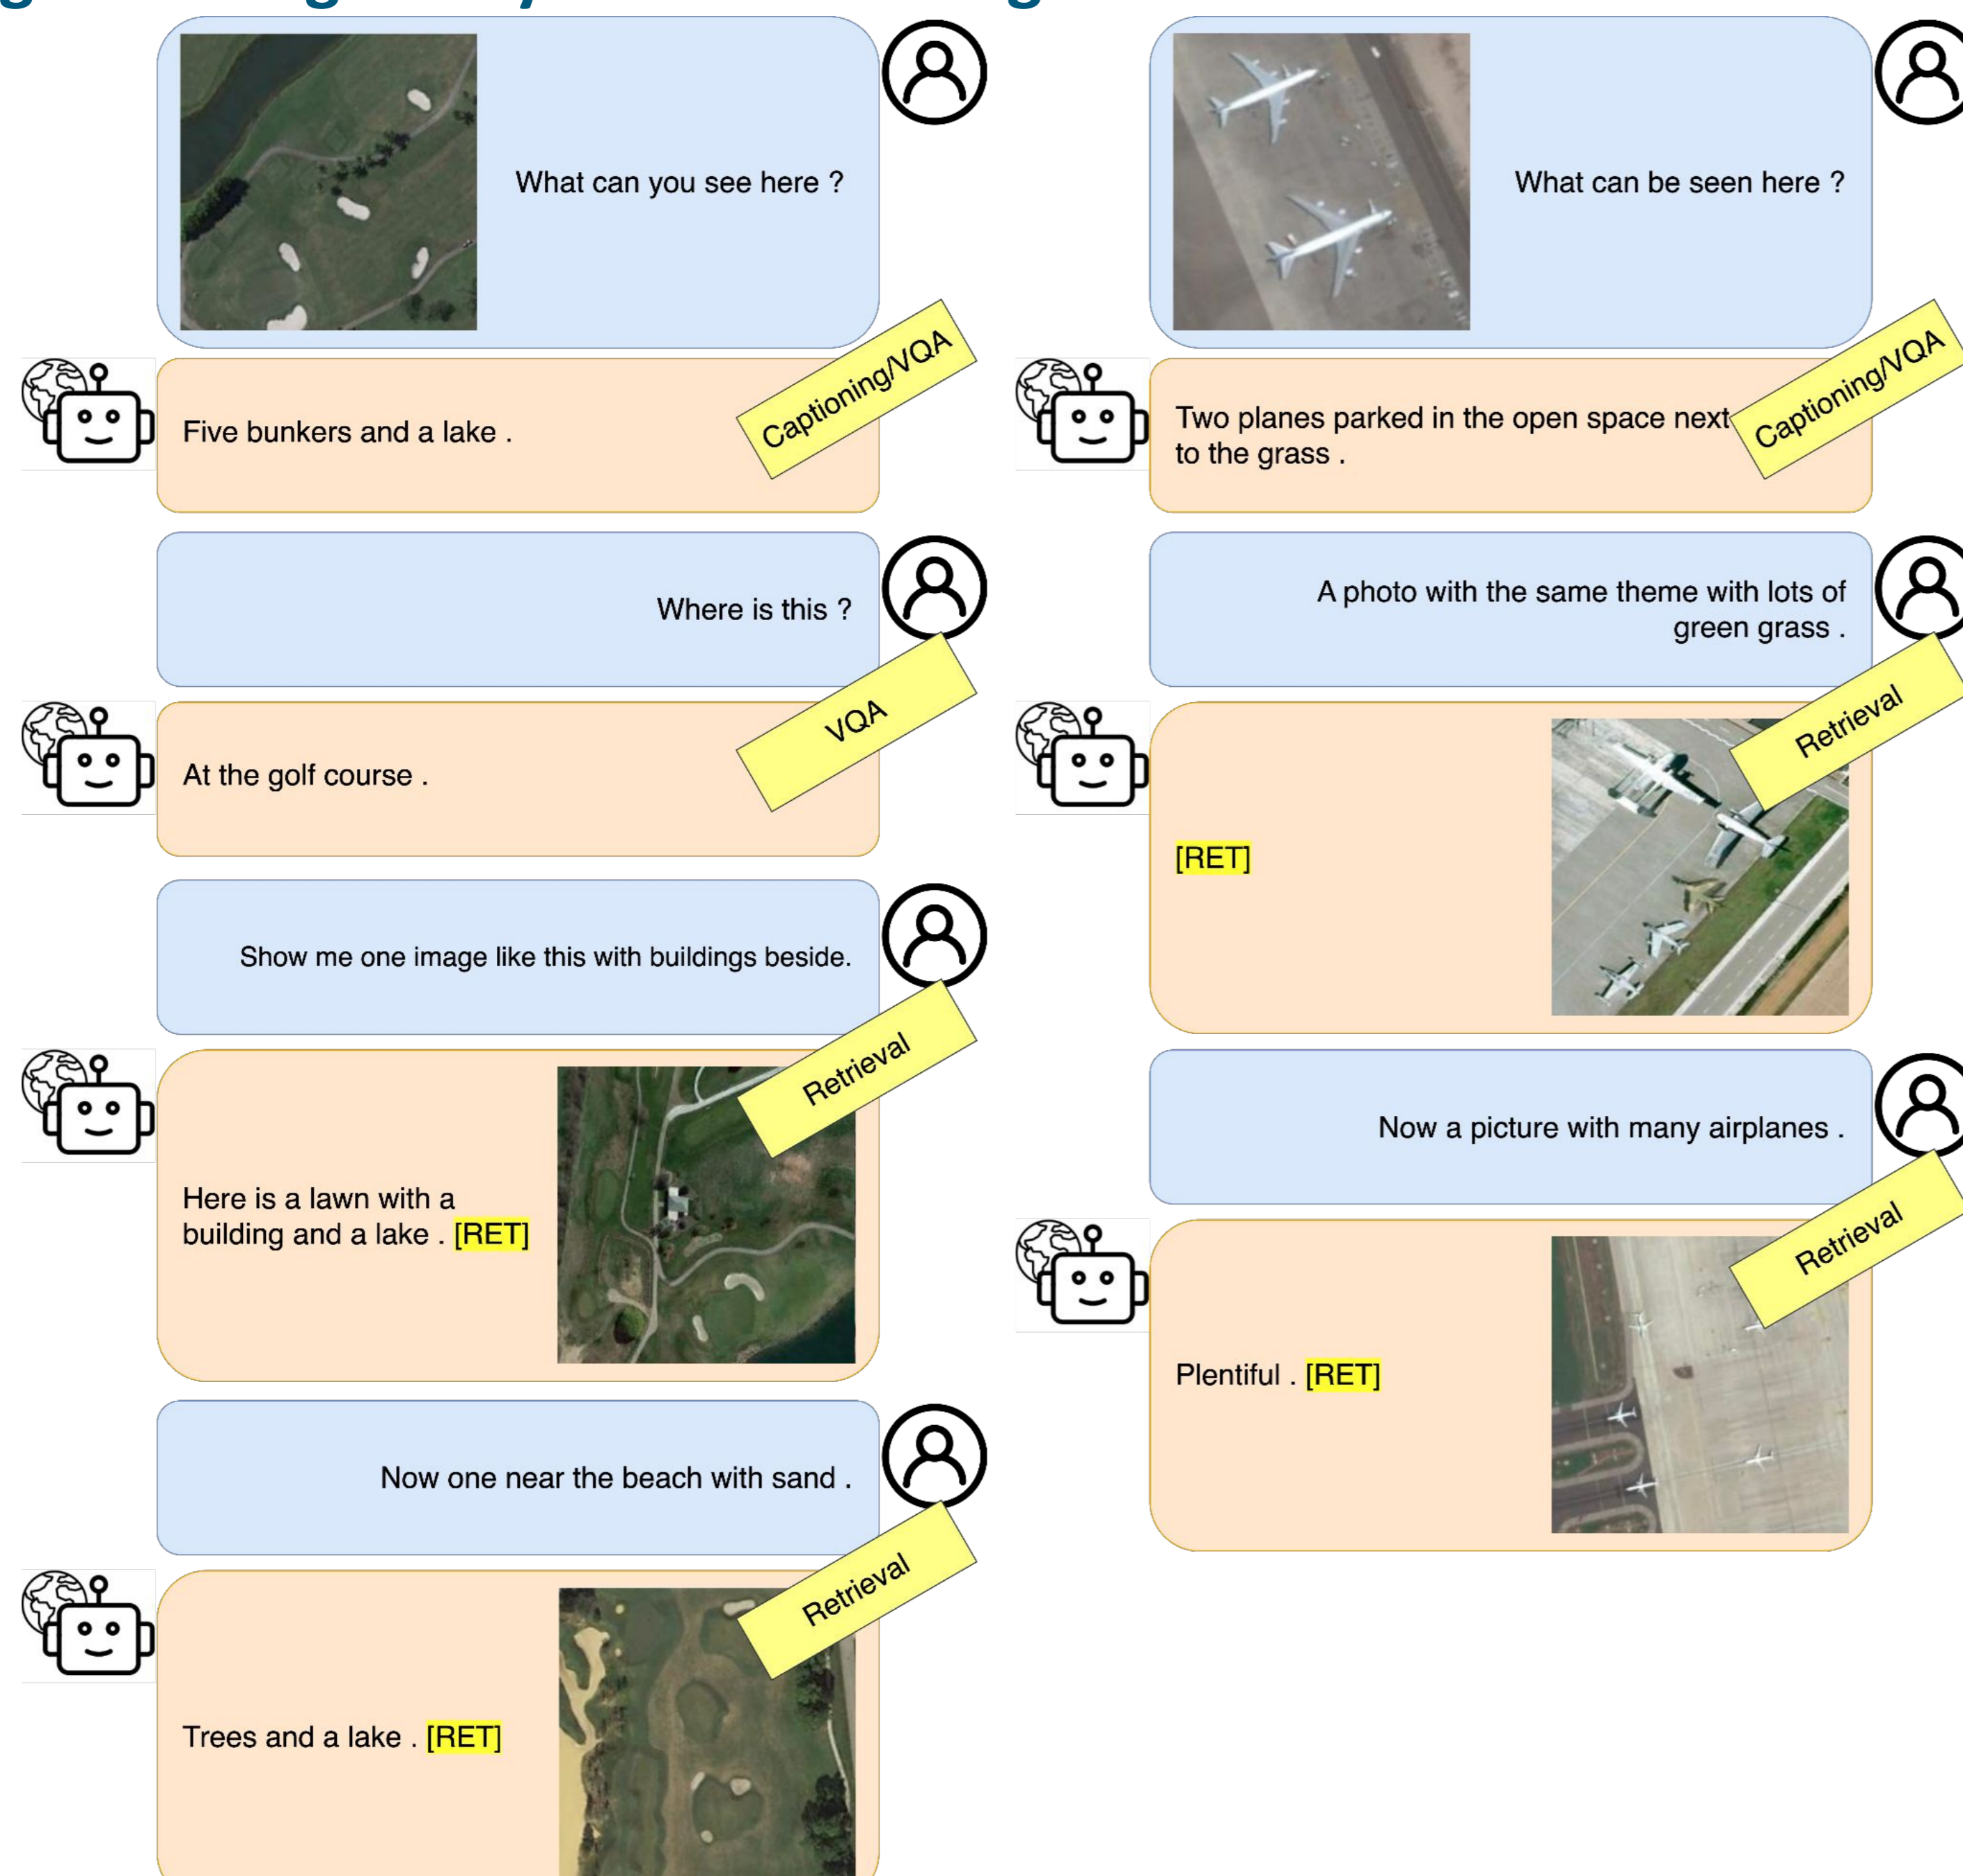 What can you see here ?
Captioning/VQA
Five bunkers and a lake .
Where is this ?
VQA
At the golf course .
Show me one image like this with buildings beside.
Retrieval
Here is a lawn with a
building and a lake . [RET]
Now one near the beach with sand .
Retrieval
Trees and a lake . [RET]
What can be seen here ?
Captioning/VQA
Two planes parked in the open space next
to the grass .
A photo with the same theme with lots of
green grass .
Retrieval
[RET]
Now a picture with many airplanes .
Retrieval
Plentiful . [RET]